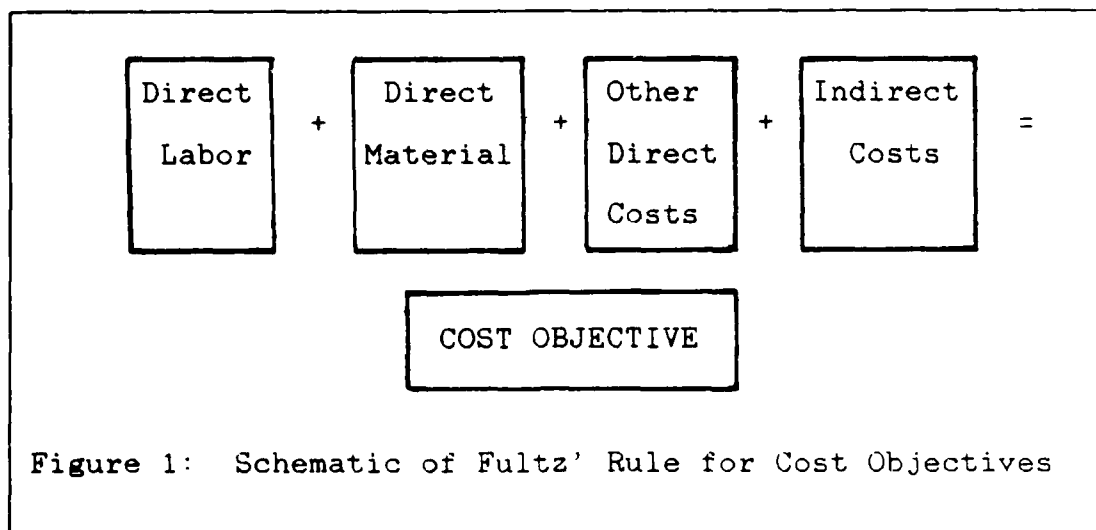 Direct Direct Other Indirect
+ + + =
Labor Material Direct Costs
Costs
COST OBJECTIVE
Figure 1: Schematic of Fultz' Rule for Cost Objectives